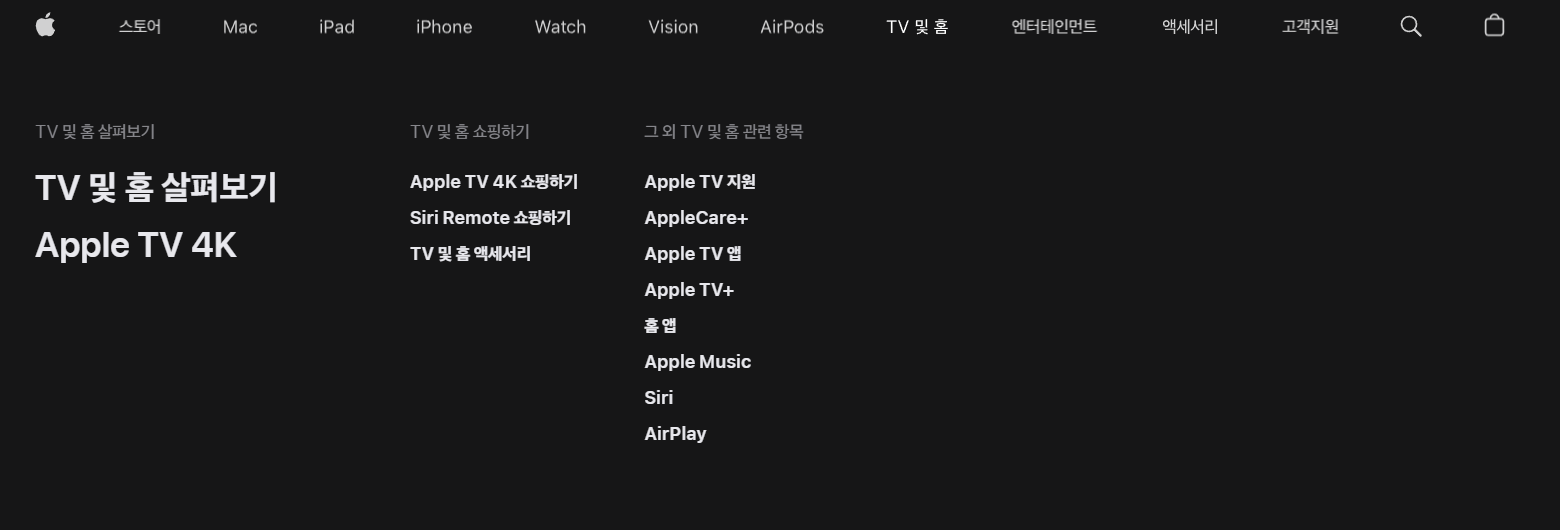 스토어 Mac iPad iPhone Watch Vision AirPods TV 및 홈 엔터테인먼트 액세서리 고객지원
TV 및 홈 살펴보기
TV 및 홈 살펴보기
Apple TV 4K
TV 및 홈 쇼핑하기
Apple TV 4K 쇼핑하기
Siri Remote 쇼핑하기
TV 및 홈 액세서리
그 외 TV 및 홈 관련 항목
Apple TV 지원
AppleCare+
Apple TV 앱
Apple TV+
홈 앱
Apple Music
Siri
AirPlay